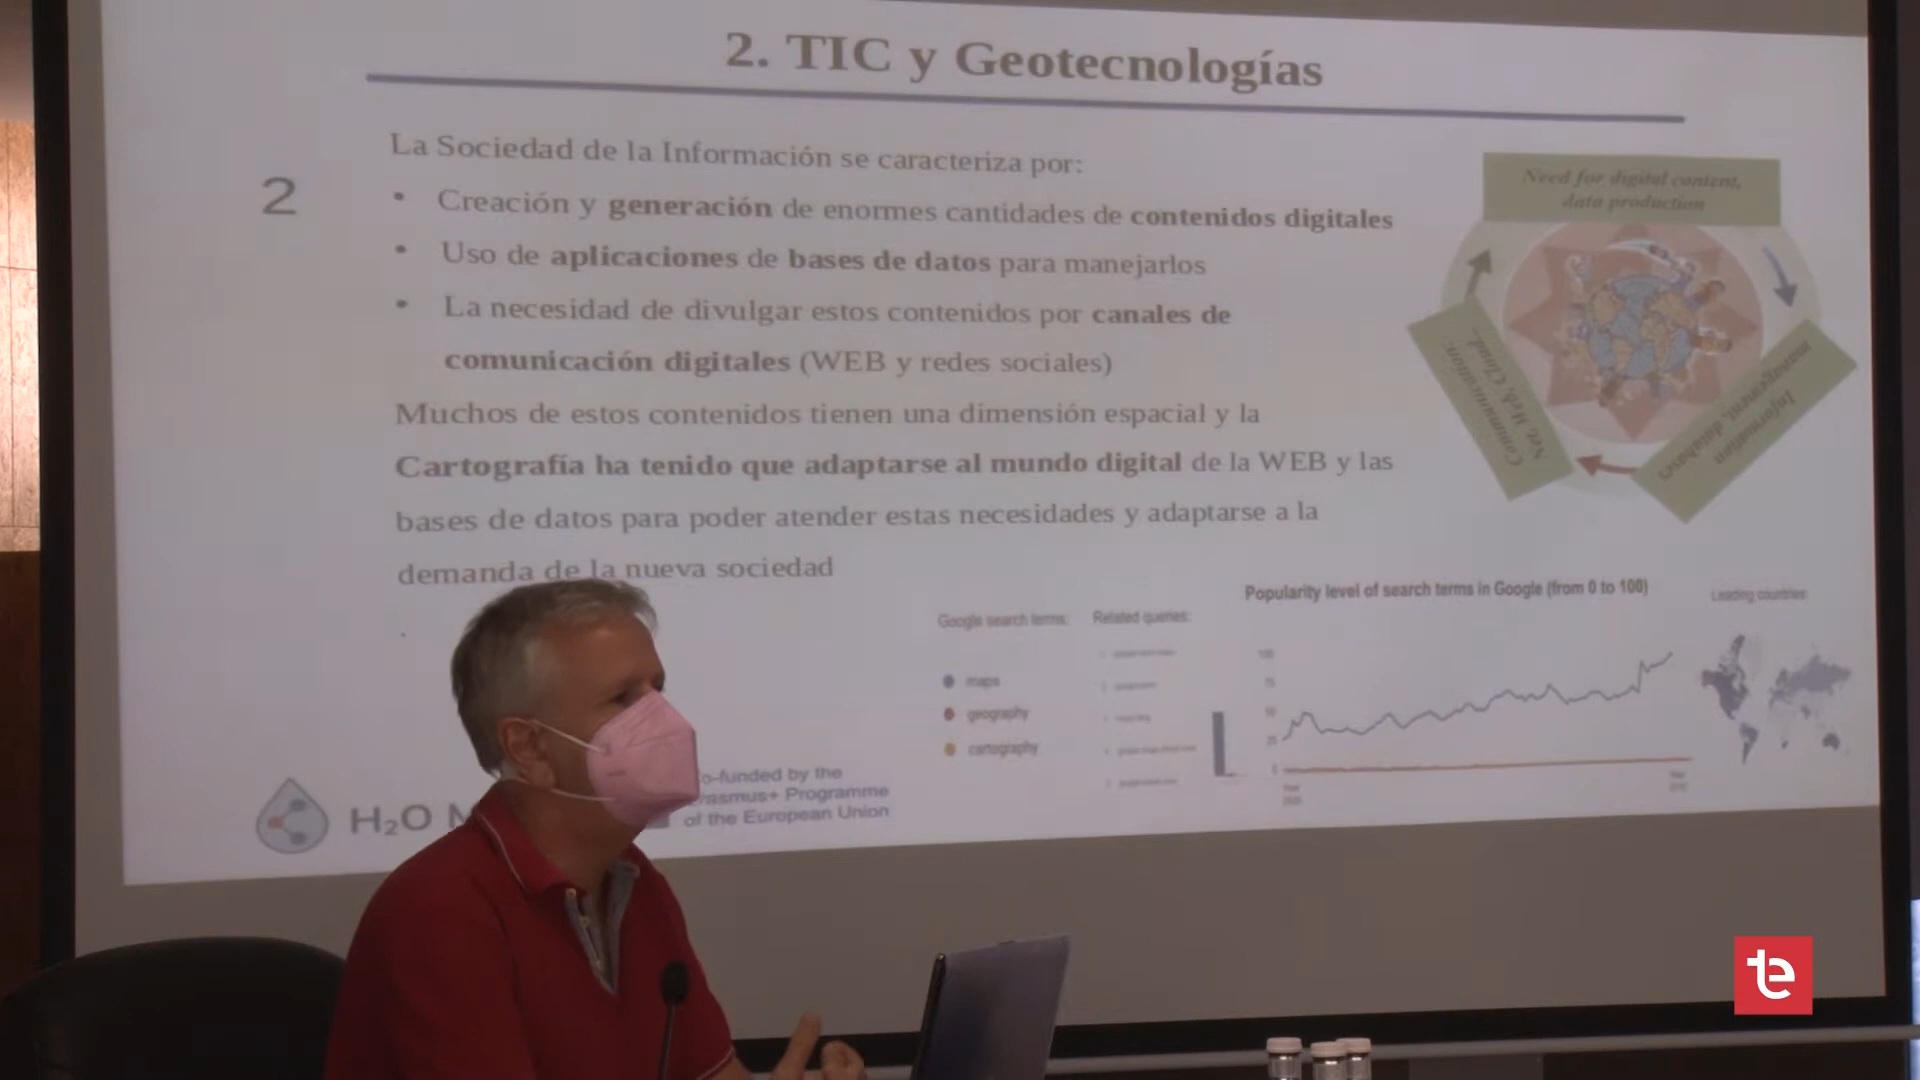 2. TIC y Geotecnologías
2
La Sociedad de la Información se caracteriza por:
• Creación y generación de enormes cantidades de contenidos digitales
• Uso de aplicaciones de bases de datos para manejarlos
• La necesidad de divulgar estos contenidos por canales de
comunicación digitales (WEB y redes sociales)
Muchos de estos contenidos tienen una dimensión espacial y la
Cartografía ha tenido que adaptarse al mundo digital de la WEB y las
bases de datos para poder atender estas necesidades y adaptarse a la
demanda de la nueva sociedad
Need for digital content,
data production
Information
management, databases
Communication:
Net, Web, Cloud
Popularity level of search terms in Google (from 0 to 100)
Leading countries
Google search terms:
Related queries:
maps
geography
cartography
100
75
50
25
0
H₂O
o-funded by the
rasmus+ Programme
of the European Union
te